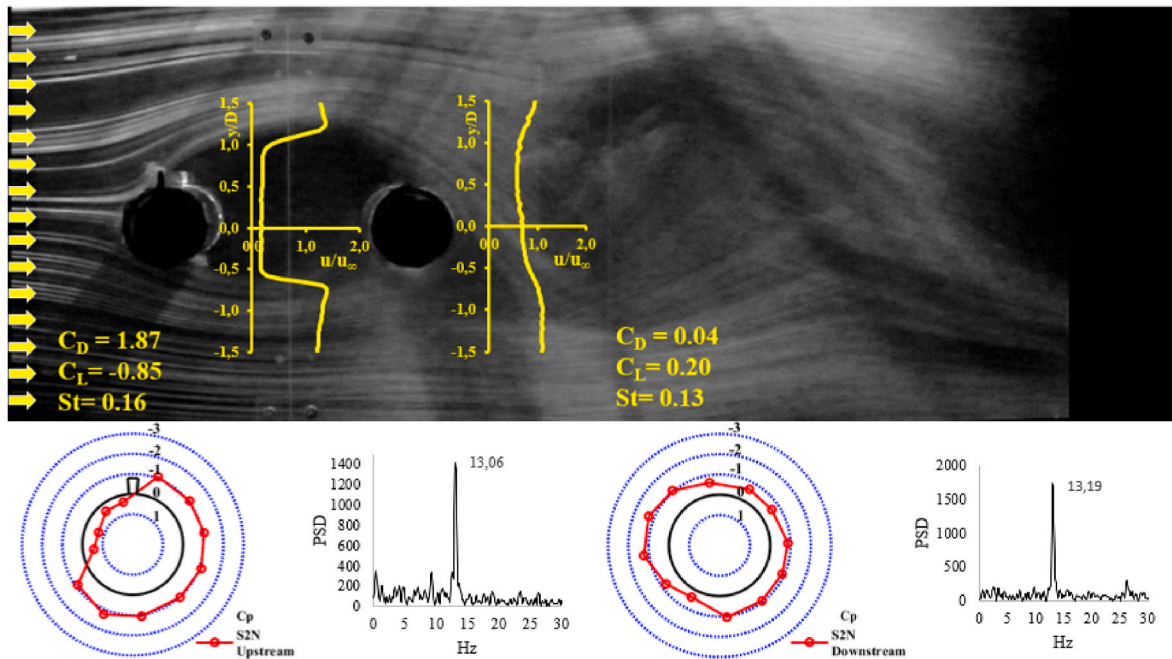 1,5
1,0
0,5
0,0
-0,5
-1,0
-1,5
y/D
0,0
1,0
2,0
u/u∞
1,5
1,0
0,5
0,0
-0,5
-1,0
-1,5
y/D
0,0
1,0
2,0
u/u∞
C_D = 1.87
C_L= -0.85
St= 0.16
C_D = 0.04
C_L= 0.20
St= 0.13
-3
-2
-1
0
1
Cp
S2N
Upstream
1400
1200
1000
800
600
400
200
0
PSD
13,06
0 5 10 15 20 25 30
Hz
-3
-2
-1
0
1
Cp
S2N
Downstream
2000
1500
1000
500
0
PSD
13,19
0 5 10 15 20 25 30
Hz